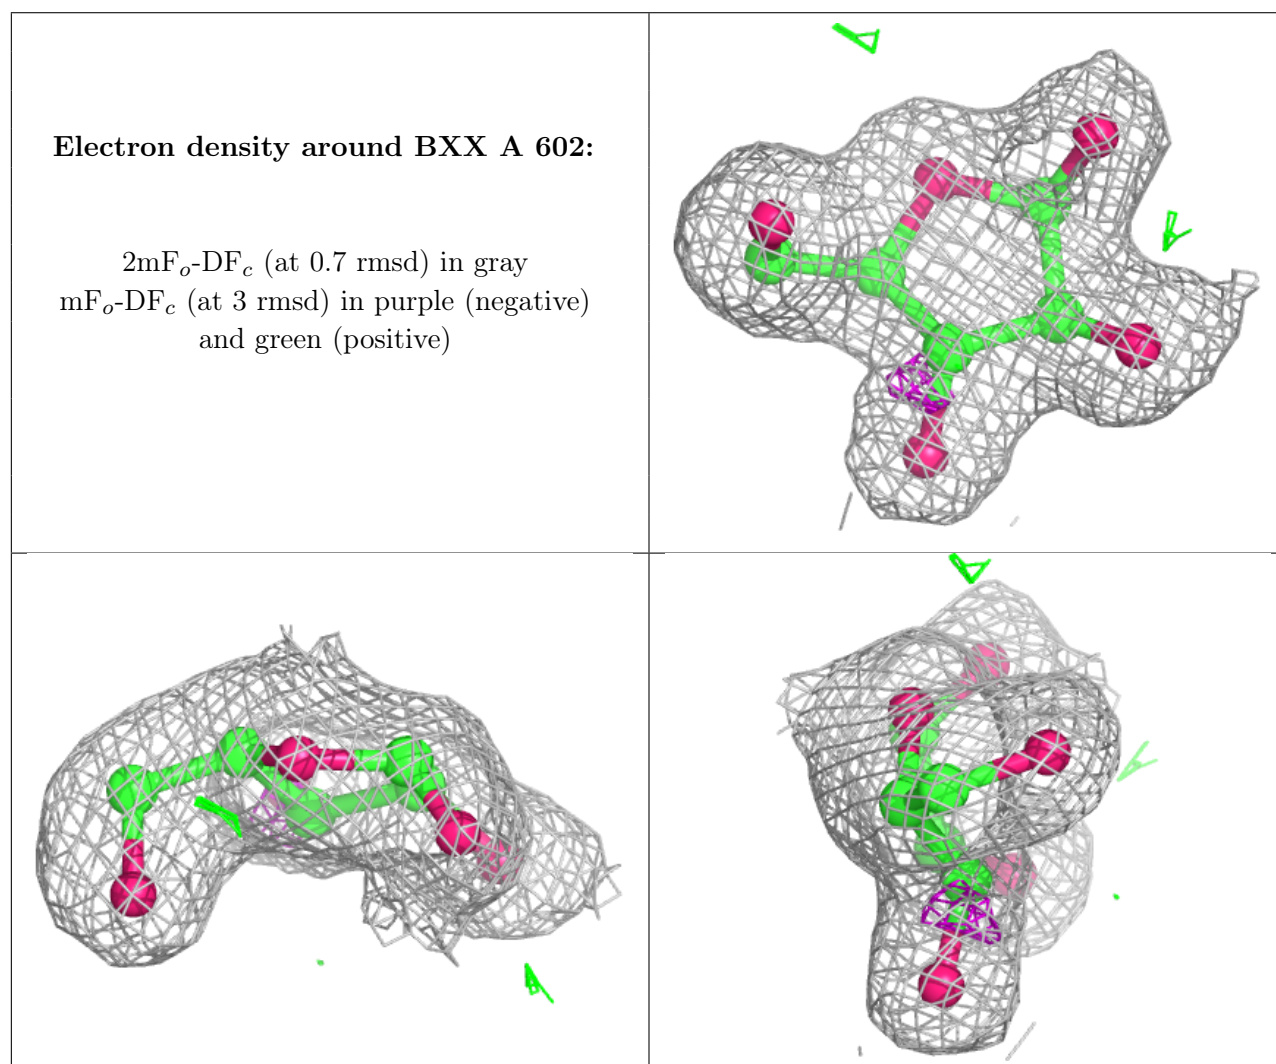 Electron density around BXX A 602:
2mFo-DFc (at 0.7 rmsd) in gray
mFo-DFc (at 3 rmsd) in purple (negative)
and green (positive)